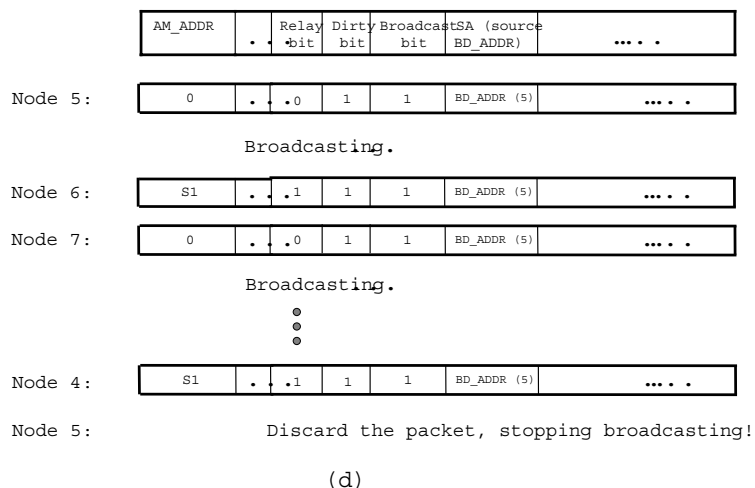 AM_ADDR ... Relay bit Dirty bit Broadcast bit SA (source BD_ADDR) .....
Node 5: 0 ... 0 1 1 BD_ADDR (5) .....
Broadcasting...
Node 6: S1 ... 1 1 1 BD_ADDR (5) .....
Node 7: 0 ... 0 1 1 BD_ADDR (5) .....
Broadcasting...
Node 4: S1 ... 1 1 1 BD_ADDR (5) .....
Node 5: Discard the packet, stopping broadcasting!
(d)